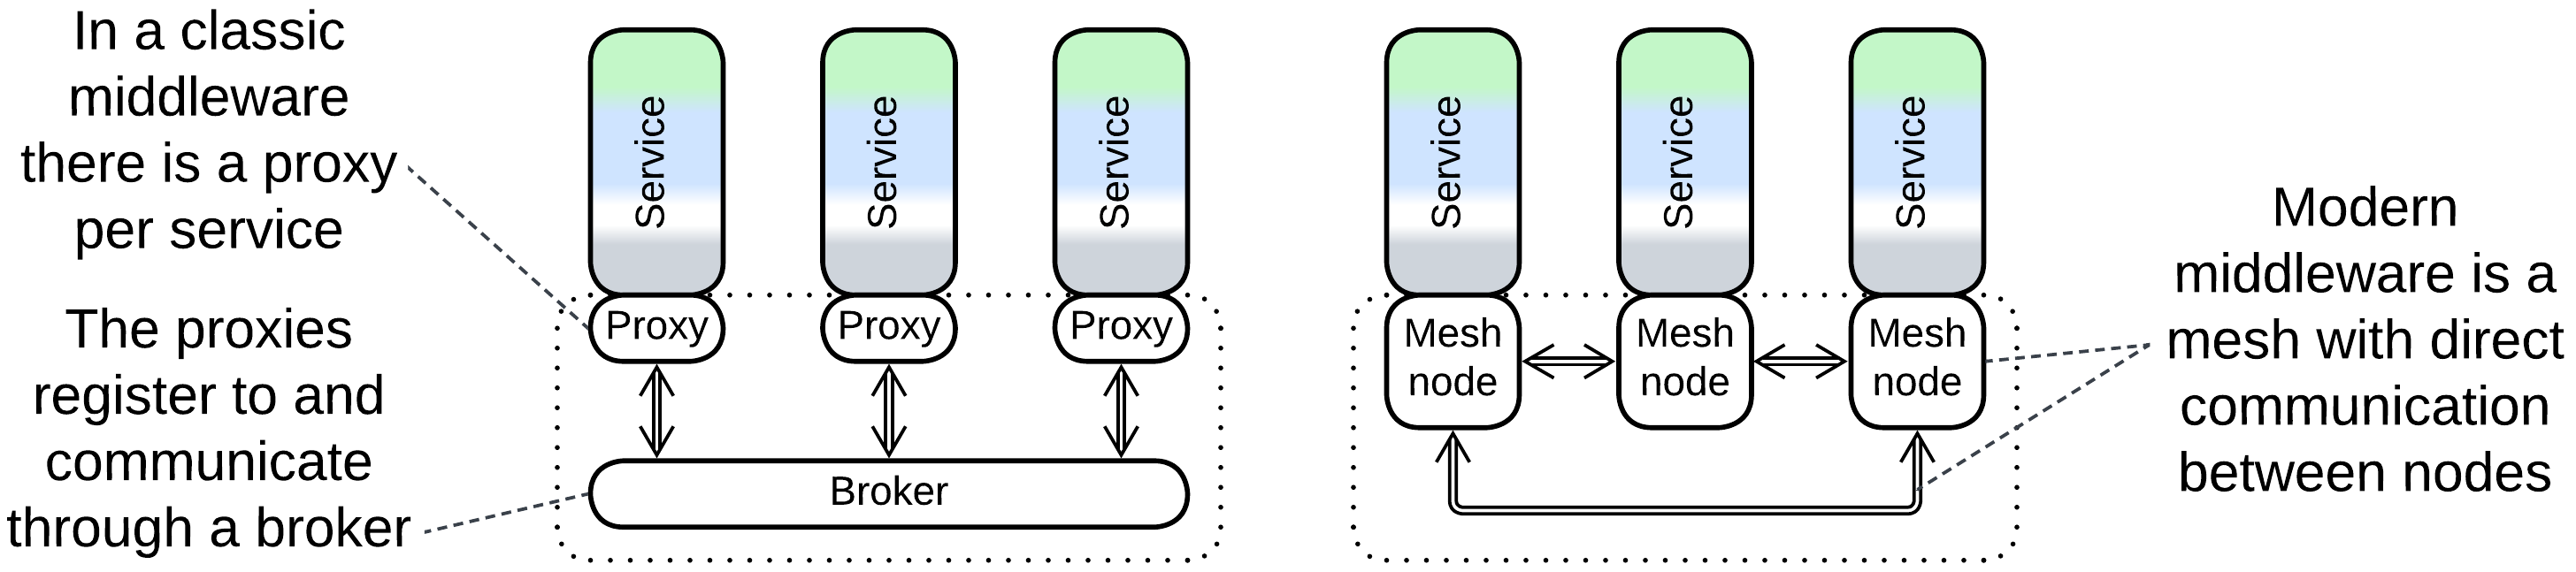 In a classic
middleware
there is a proxy
per service
The proxies
register to and
communicate
through a broker
Service
Service
Service
Proxy
Proxy
Proxy
Broker
Service
Service
Service
Mesh
node
Mesh
node
Mesh
node
Modern
middleware is a
mesh with direct
communication
between nodes